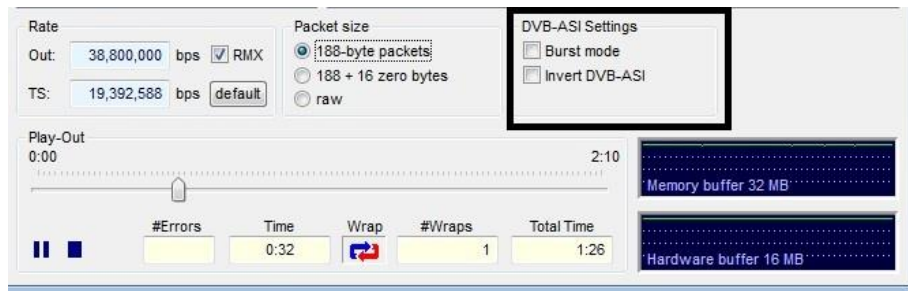 Rate
Out: 38,800,000 bps RMX
TS: 19,392,588 bps default
Packet size
188-byte packets
188 + 16 zero bytes
raw
DVB-ASI Settings
Burst mode
Invert DVB-ASI
Play-Out
0:00 2:10
#Errors Time Wrap #Wraps Total Time
0:32 1 1:26
Memory buffer 32 MB
Hardware buffer 16 MB